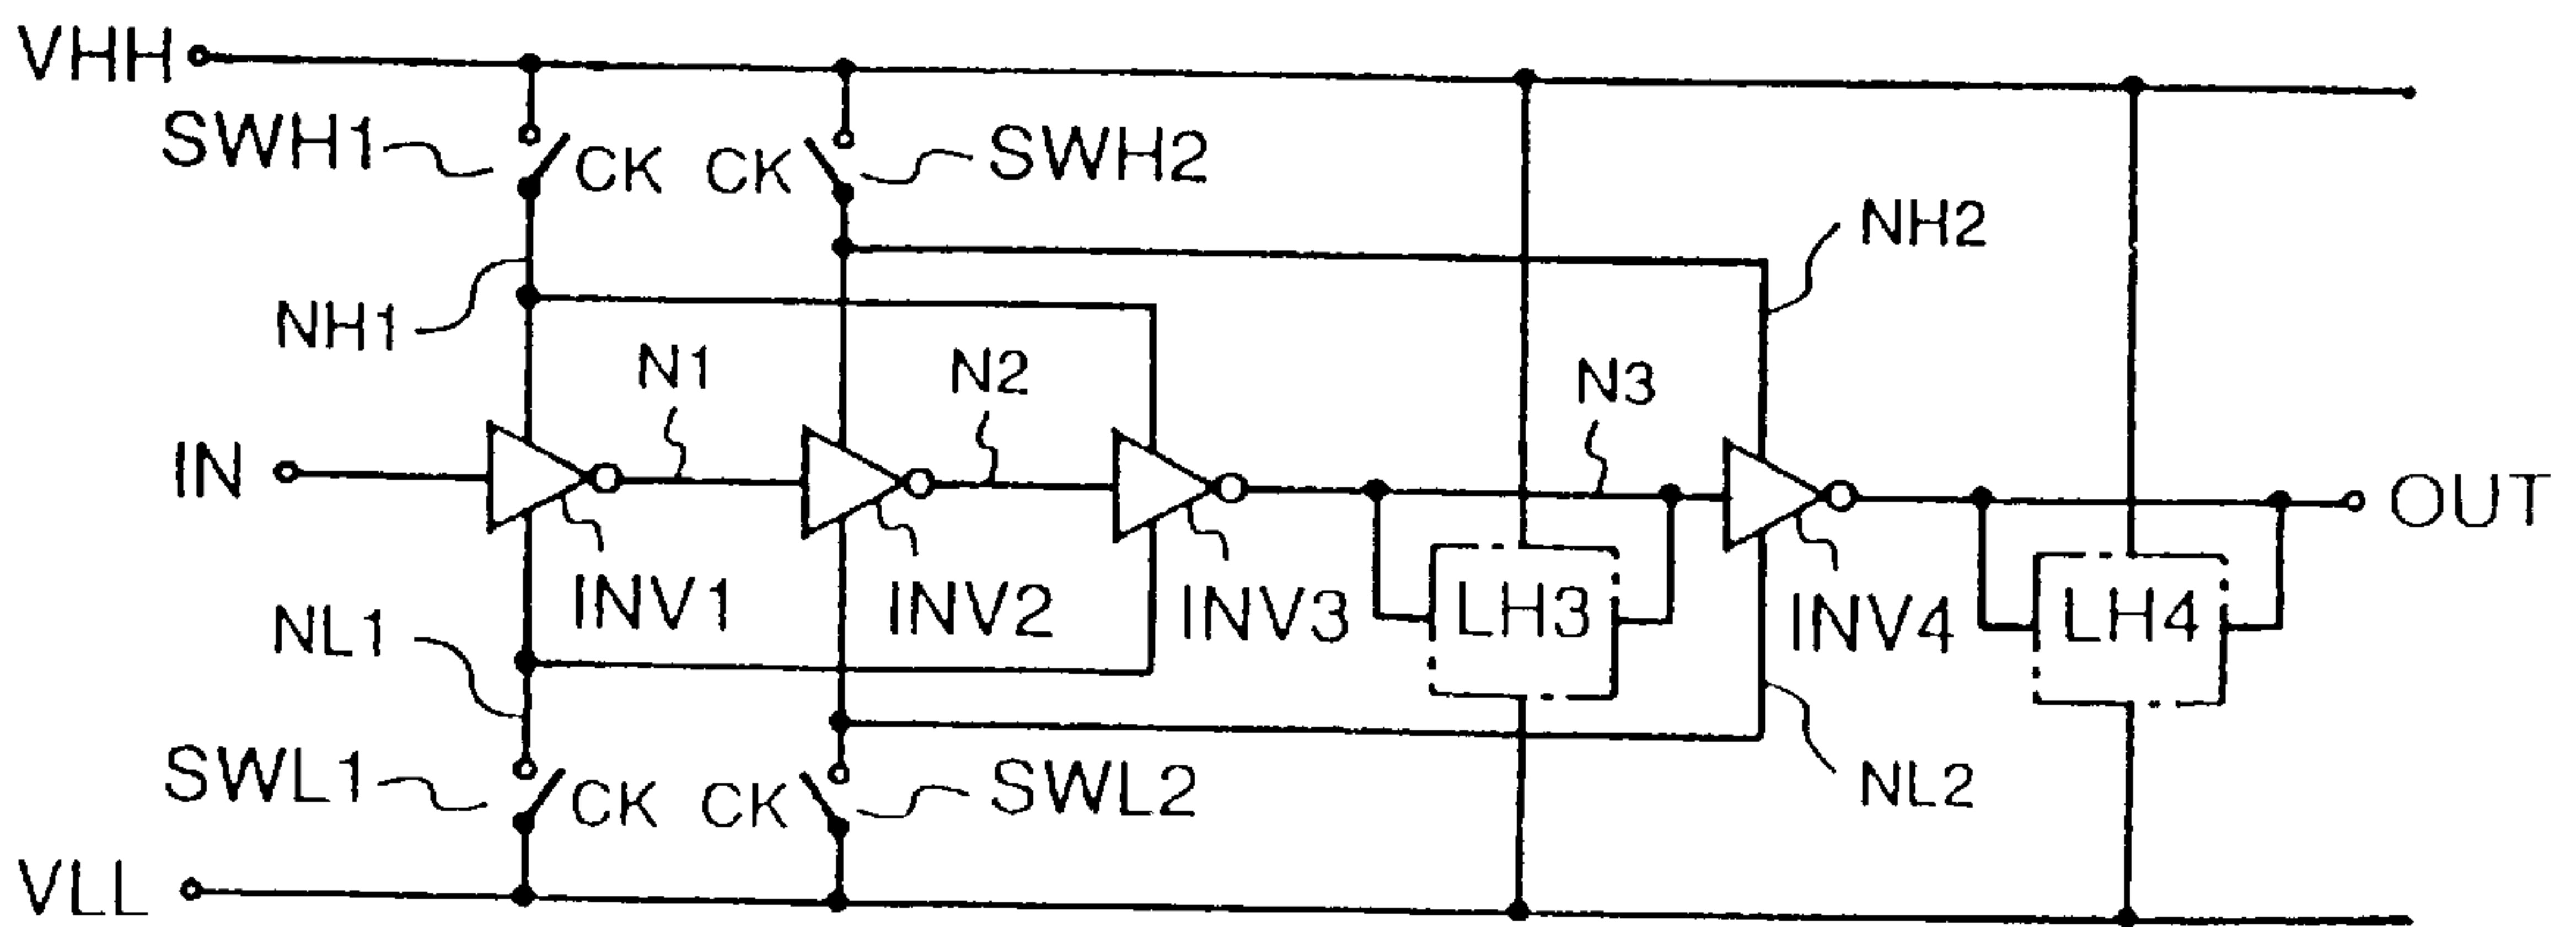 VHH
SWH1
CK
CK
SWH2
NH2
NH1
N1
N2
N3
IN
OUT
INV1
INV2
INV3
LH3
INV4
LH4
NL1
SWL1
CK
CK
SWL2
NL2
VLL